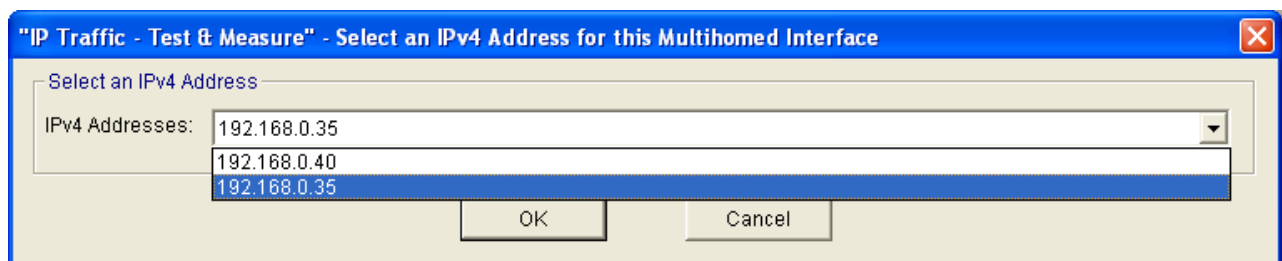 "IP Traffic - Test & Measure" - Select an IPv4 Address for this Multihomed Interface
Select an IPv4 Address
IPv4 Addresses: 192.168.0.35
192.168.0.40
192.168.0.35
OK Cancel